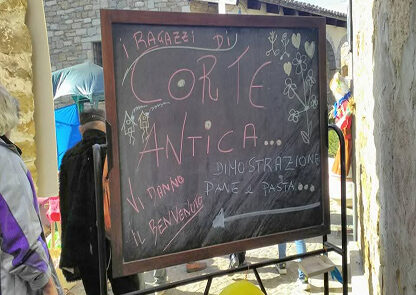 i RAGAZZI Di
CORTE
ANTICA...
DIMOSTRAZIONE
PANE e PASTA...
Vi DANNO
iL BENVENUTO